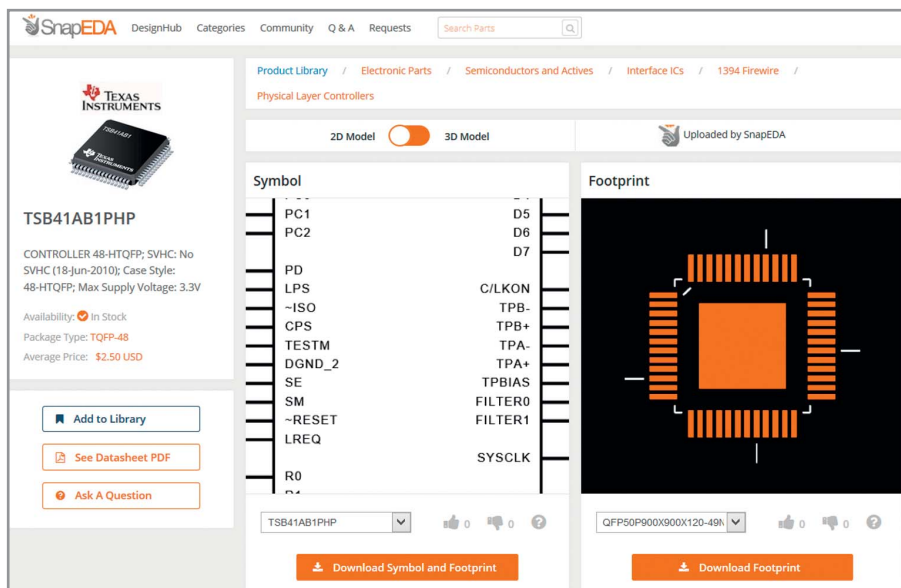 SnapEDA DesignHub Categories Community Q & A Requests Search Parts
TEXAS
INSTRUMENTS
TSB41AB1
TEXAS
INSTRUMENTS
TSB41AB1PHP
CONTROLLER 48-HTQFP; SVHC: No
SVHC (18-Jun-2010); Case Style:
48-HTQFP; Max Supply Voltage: 3.3V
Availability: In Stock
Package Type: TQFP-48
Average Price: $2.50 USD
Add to Library
See Datasheet PDF
Ask A Question
Product Library / Electronic Parts / Semiconductors and Actives / Interface ICs / 1394 Firewire /
Physical Layer Controllers
2D Model 3D Model Uploaded by SnapEDA
Symbol
PC1 D5
PC2 D6
D7
PD
LPS C/LKON
~ISO TPB-
CPS TPB+
TESTM TPA-
DGND_2 TPA+
SE TPBIAS
SM FILTER0
~RESET FILTER1
LREQ
SYSCLK
R0
TSB41AB1PHP 0 0 ?
Download Symbol and Footprint
Footprint
QFP50P900X900X120-49N 0 0 ?
Download Footprint